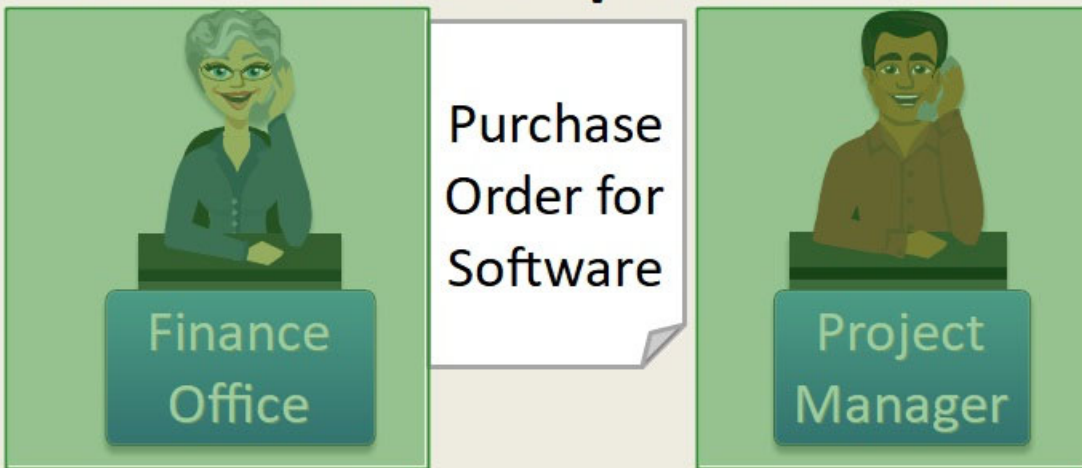 Purchase
Order for
Software
Finance
Office
Project
Manager